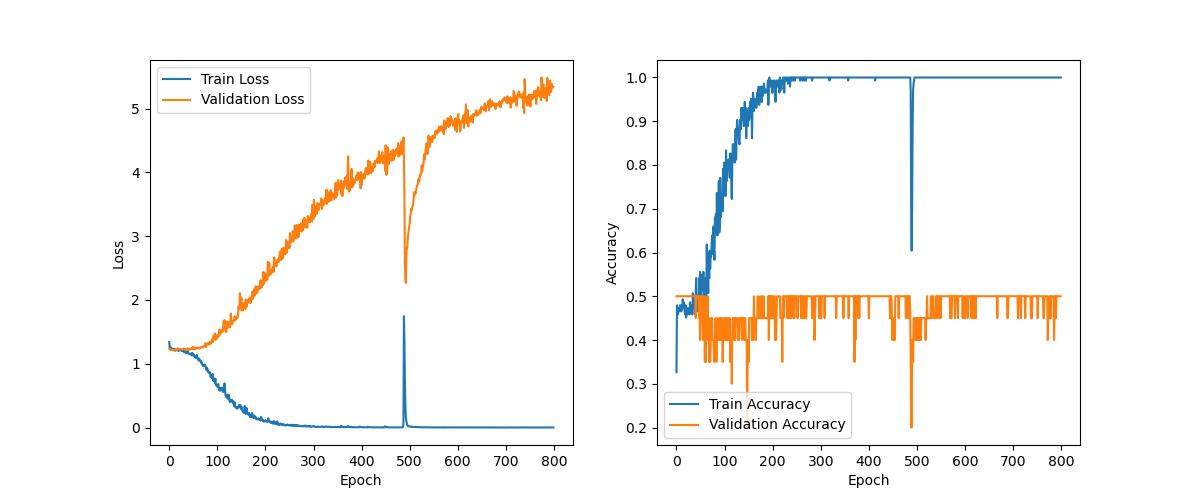 Train Loss
Validation Loss
5
4
3
2
1
0
Loss
0 100 200 300 400 500 600 700 800
Epoch
1.0
0.9
0.8
0.7
0.6
0.5
0.4
0.3
0.2
Accuracy
Train Accuracy
Validation Accuracy
0 100 200 300 400 500 600 700 800
Epoch